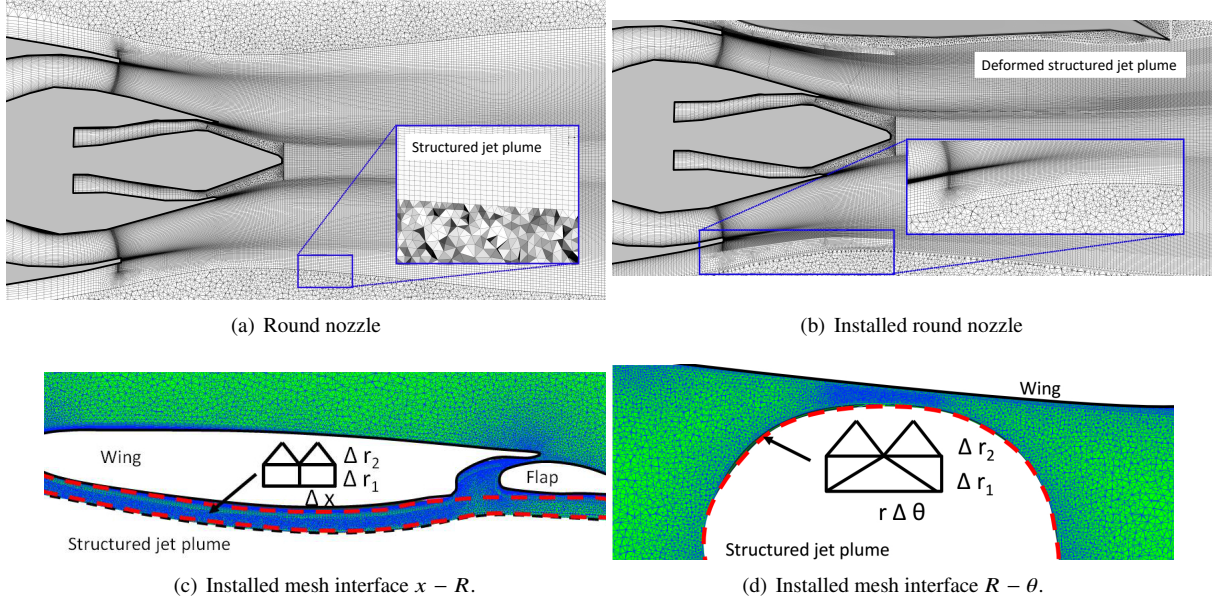 Structured jet plume
Deformed structured jet plume
(a) Round nozzle
(b) Installed round nozzle
Wing
Δ r₂
Δ r₁
Δ x
Flap
Structured jet plume
(c) Installed mesh interface x − R.
Wing
Δ r₂
Δ r₁
r Δ θ
Structured jet plume
(d) Installed mesh interface R − θ.